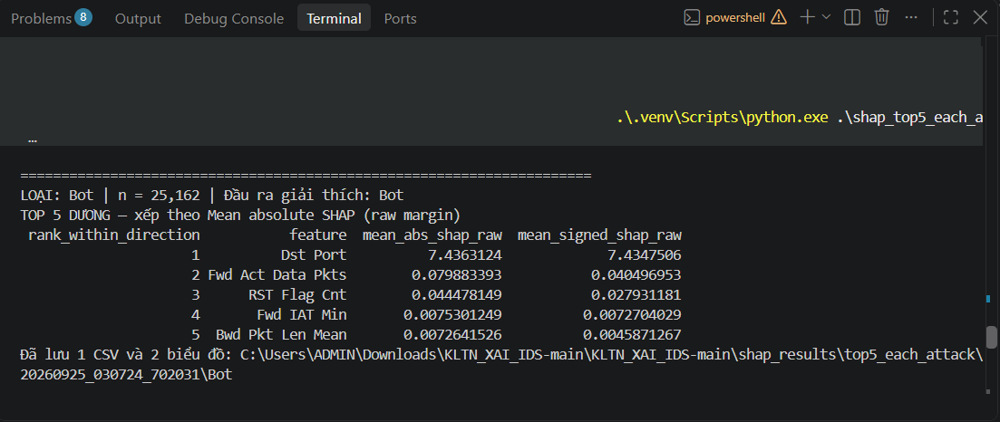 Problems 8 Output Debug Console Terminal Ports powershell
.\.venv\Scripts\python.exe .\shap_top5_each_a
…
======================================================================
LOẠI: Bot | n = 25,162 | Đầu ra giải thích: Bot
TOP 5 DƯƠNG — xếp theo Mean absolute SHAP (raw margin)
rank_within_direction feature mean_abs_shap_raw mean_signed_shap_raw
1 Dst Port 7.4363124 7.4347506
2 Fwd Act Data Pkts 0.079883393 0.040496953
3 RST Flag Cnt 0.044478149 0.027931181
4 Fwd IAT Min 0.0075301249 0.0072704029
5 Bwd Pkt Len Mean 0.0072641526 0.0045871267
Đã lưu 1 CSV và 2 biểu đồ: C:\Users\ADMIN\Downloads\KLTN_XAI_IDS-main\KLTN_XAI_IDS-main\shap_results\top5_each_attack\
20260925_030724_702031\Bot